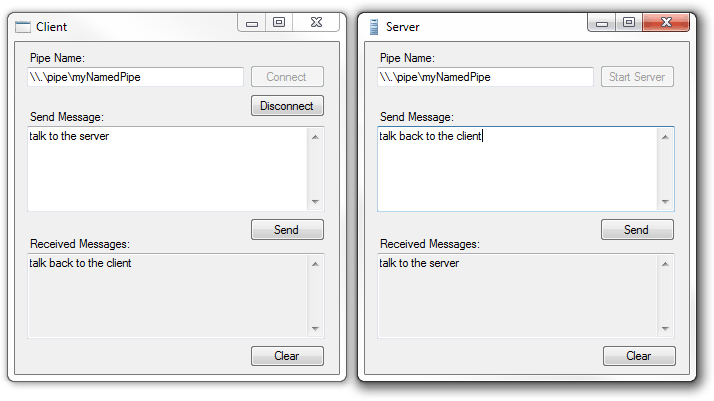 Client
Pipe Name:
\\.\pipe\myNamedPipe
Connect
Disconnect
Send Message:
talk to the server
Send
Received Messages:
talk back to the client
Clear
Server
Pipe Name:
\\.\pipe\myNamedPipe
Start Server
Send Message:
talk back to the client
Send
Received Messages:
talk to the server
Clear